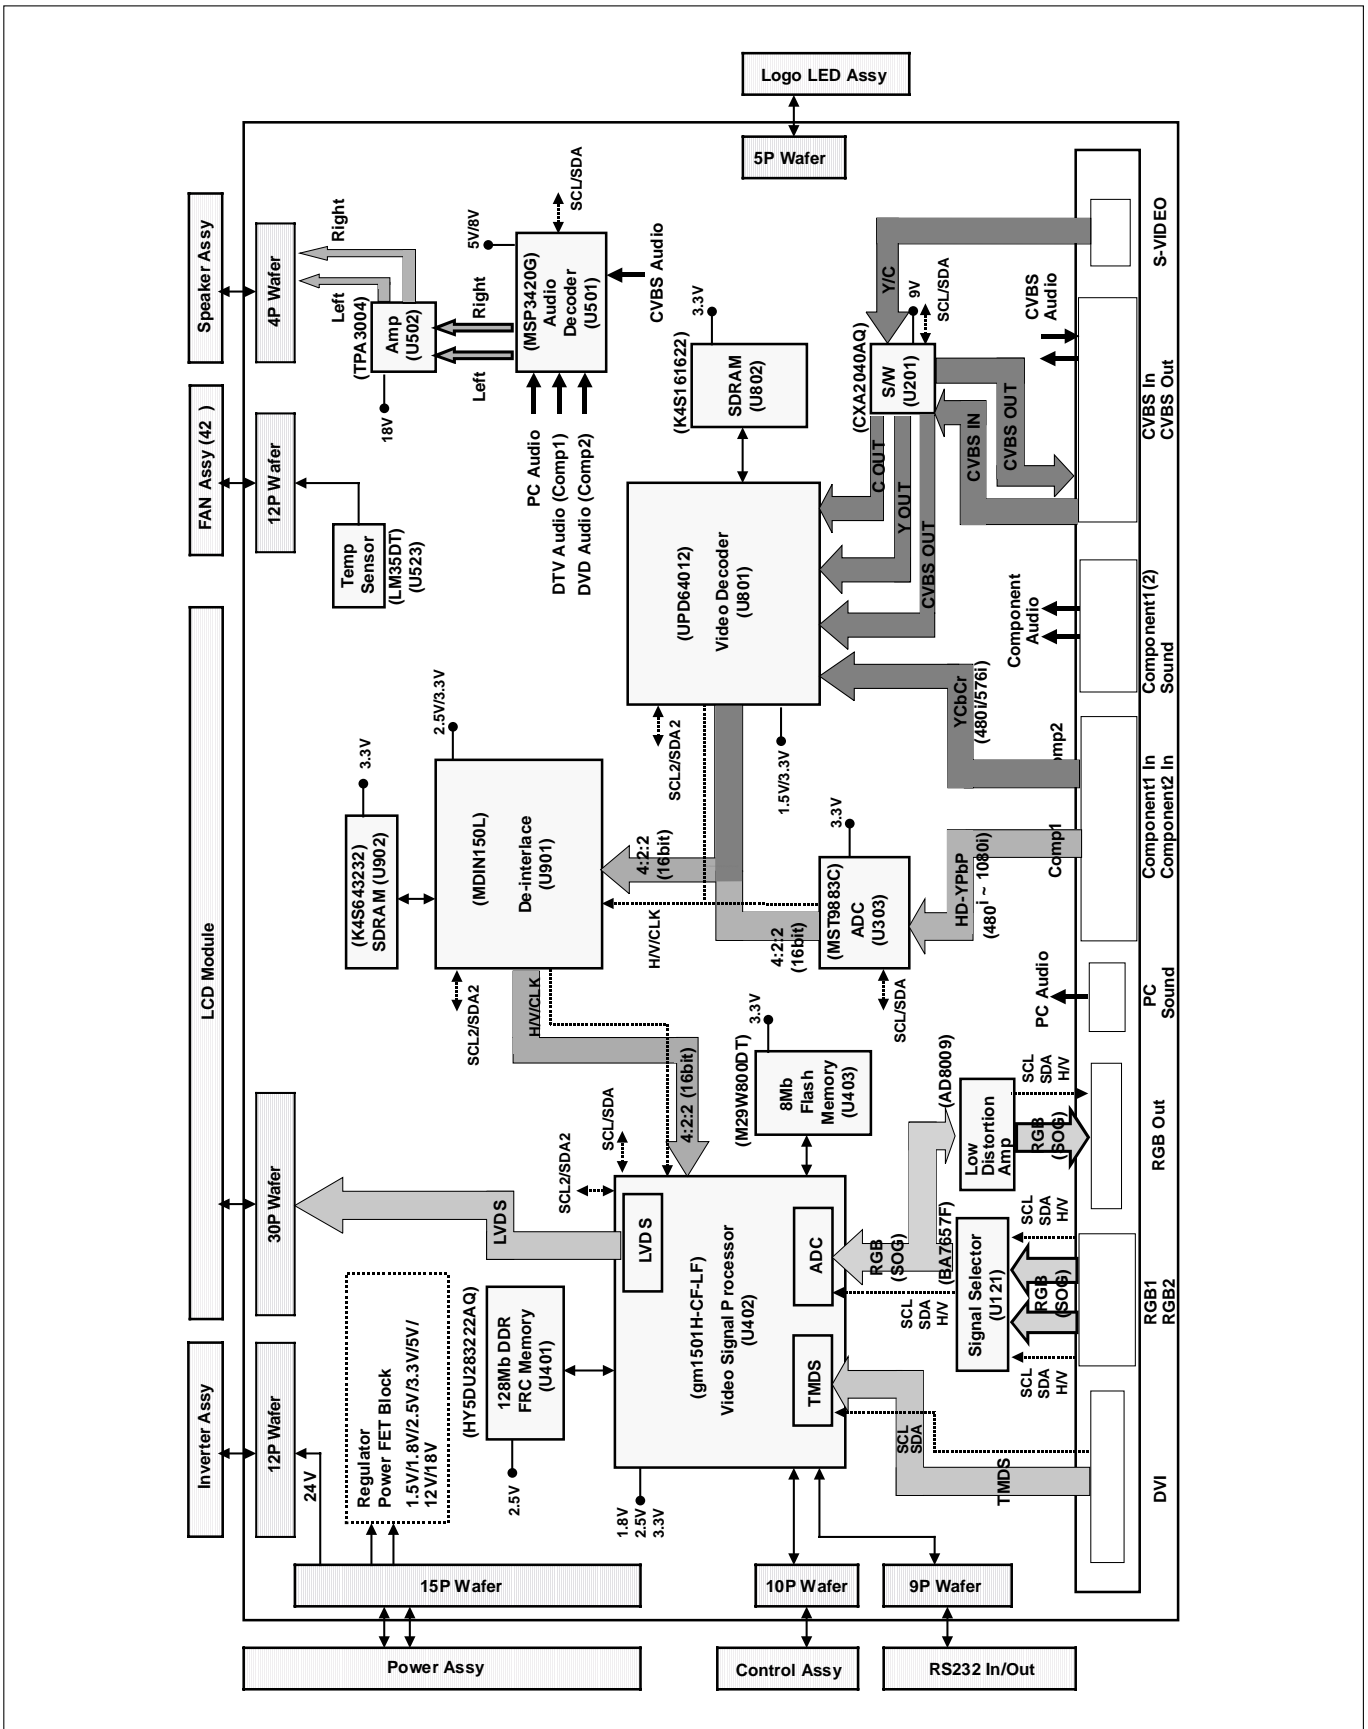 Logo LED Assy
5P Wafer
Speaker Assy
4P Wafer
Right
Left
(TPA3004)
Amp
(U502)
18V
Right
Left
5V/8V
SCL/SDA
(MSP3420G)
Audio
Decoder
(U501)
CVBS Audio
PC Audio
DTV Audio (Comp1)
DVD Audio (Comp2)
FAN Assy (42 )
12P Wafer
Temp
Sensor
(LM35DT)
(U523)
(K4S161622)
SDRAM
(U802)
3.3V
Y/C
9V
SCL/SDA
(CXA2040AQ)
S/W
(U201)
C OUT
Y OUT
CVBS OUT
CVBS IN
CVBS OUT
S-VIDEO
CVBS
Audio
CVBS In
CVBS Out
(UPD64012)
Video Decoder
(U801)
SCL2/SDA2
1.5V/3.3V
YCbCr
(480i/576i)
omp2
Component
Audio
Component1(2)
Sound
Component1 In
Component2 In
Comp1
HD-YPbP
(480i ~ 1080i)
3.3V
(MST9883C)
ADC
(U303)
SCL/SDA
4:2:2
(16bit)
4:2:2
(16bit)
H/V/CLK
2.5V/3.3V
3.3V
(K4S643232)
SDRAM (U902)
(MDIN150L)
De-interlace
(U901)
SCL2/SDA2
H/V/CLK
4:2:2 (16bit)
LCD Module
30P Wafer
LVDS
SCL2/SDA2
SCL/SDA
LVDS
(M29W800DT)
8Mb
Flash
Memory
(U403)
3.3V
PC Audio
PC
Sound
(AD8009)
Low
Distortion
Amp
SCL
SDA
H/V
RGB
(SOG)
RGB Out
(gm1501H-CF-LF)
Video Signal Processor
(U402)
ADC
TMDS
RGB
(SOG)
(BA7657F)
Signal Selector
(U121)
SCL
SDA
H/V
SCL
SDA
H/V
RGB
(SOG)
SCL
SDA
H/V
RGB1
RGB2
(HY5DU283222AQ)
128Mb DDR
FRC Memory
(U401)
2.5V
1.8V
2.5V
3.3V
SCL
SDA
TMDS
DVI
Inverter Assy
12P Wafer
24V
Regulator
Power FET Block
1.5V/1.8V/2.5V/3.3V/5V/
12V/18V
15P Wafer
10P Wafer
9P Wafer
Power Assy
Control Assy
RS232 In/Out